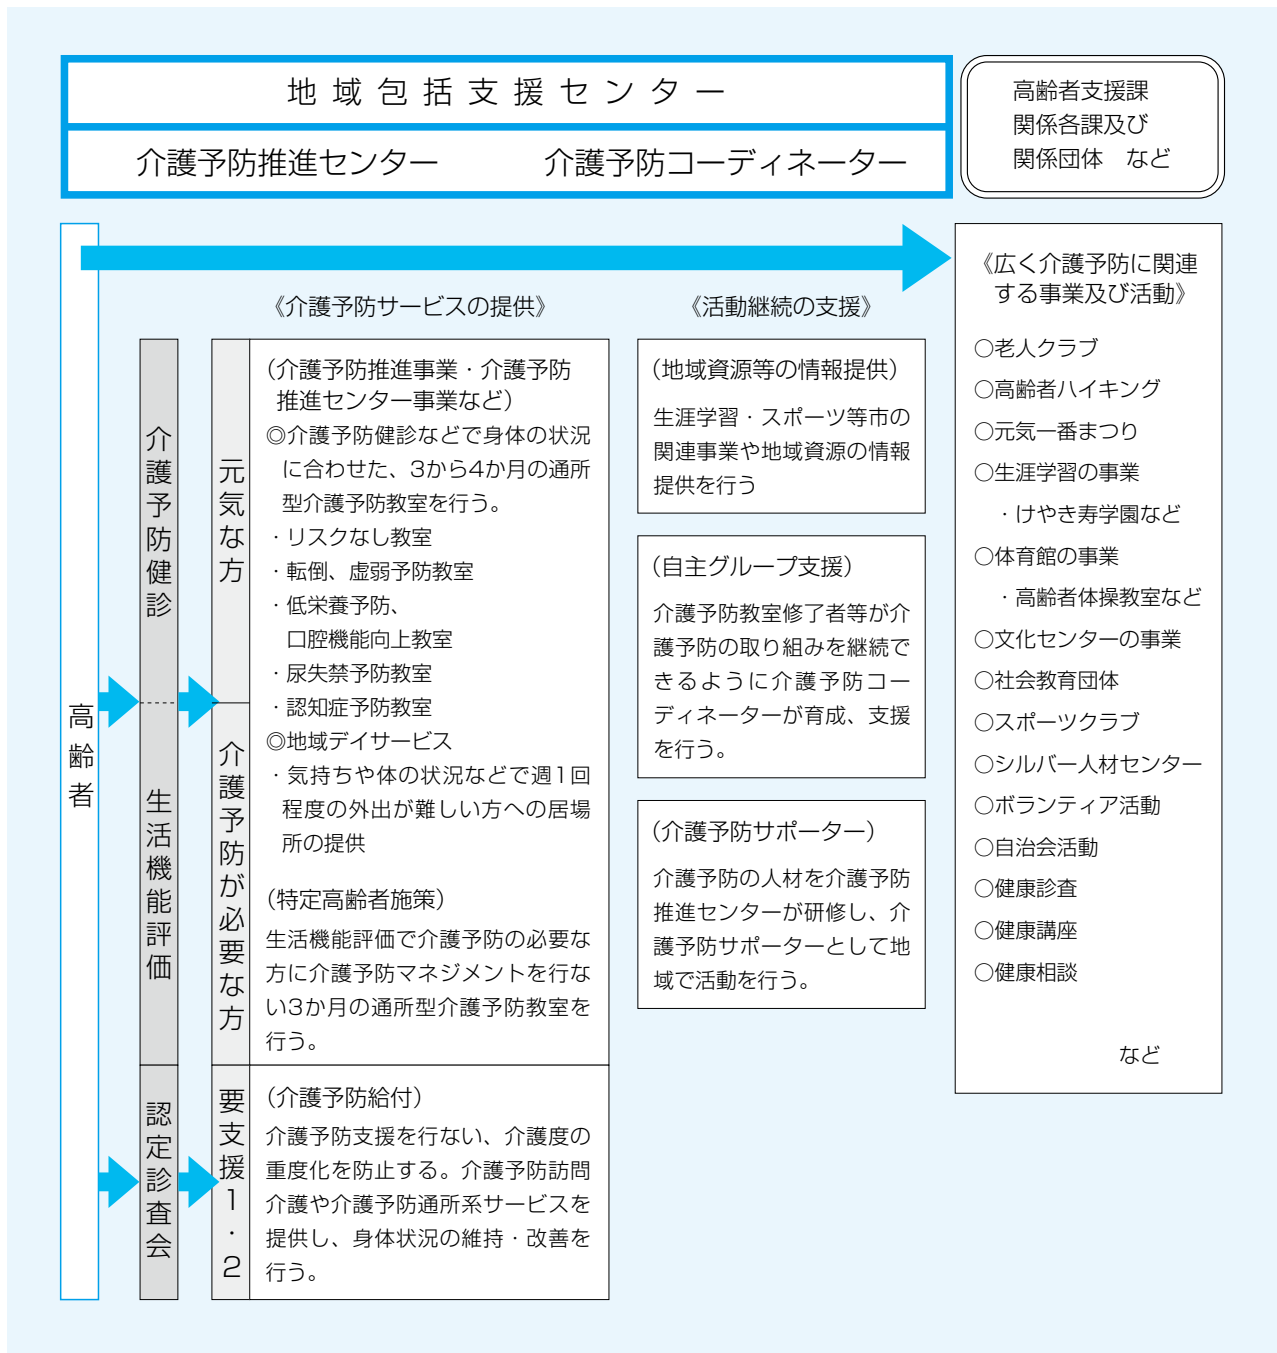 地域包括支援センター
介護予防推進センター　介護予防コーディネーター
高齢者支援課
関係各課及び
関係団体　など
高齢者
介護予防健診
生活機能評価
認定診査会
《介護予防サービスの提供》
元気な方
介護予防が必要な方
(介護予防推進事業・介護予防
推進センター事業など)
◎介護予防健診などで身体の状況
に合わせた、3から4か月の通所
型介護予防教室を行う。
・リスクなし教室
・転倒、虚弱予防教室
・低栄養予防、
口腔機能向上教室
・尿失禁予防教室
・認知症予防教室
◎地域デイサービス
・気持ちや体の状況などで週1回
程度の外出が難しい方への居場
所の提供
(特定高齢者施策)
生活機能評価で介護予防の必要な
方に介護予防マネジメントを行な
い3か月の通所型介護予防教室を
行う。
要支援1・2
(介護予防給付)
介護予防支援を行ない、介護度の
重度化を防止する。介護予防訪問
介護や介護予防通所系サービスを
提供し、身体状況の維持・改善を
行う。
《活動継続の支援》
(地域資源等の情報提供)
生涯学習・スポーツ等市の
関連事業や地域資源の情報
提供を行う
(自主グループ支援)
介護予防教室修了者等が介
護予防の取り組みを継続で
きるように介護予防コー
ディネーターが育成、支援
を行う。
(介護予防サポーター)
介護予防の人材を介護予防
推進センターが研修し、介
護予防サポーターとして地
域で活動を行う。
《広く介護予防に関連
する事業及び活動》
○老人クラブ
○高齢者ハイキング
○元気一番まつり
○生涯学習の事業
・けやき寿学園など
○体育館の事業
・高齢者体操教室など
○文化センターの事業
○社会教育団体
○スポーツクラブ
○シルバー人材センター
○ボランティア活動
○自治会活動
○健康診査
○健康講座
○健康相談
など